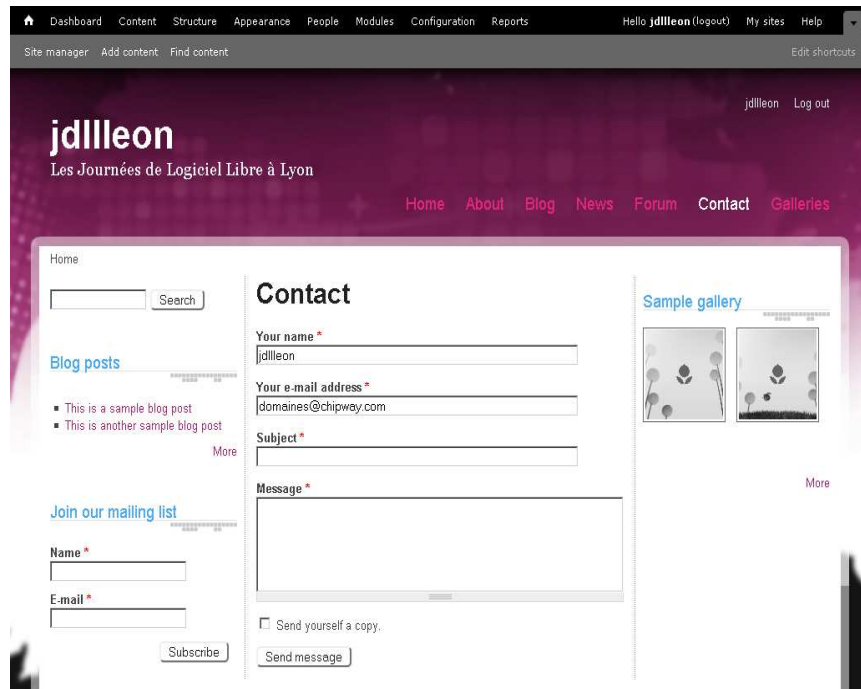 Dashboard Content Structure Appearance People Modules Configuration Reports Hello jdllleon (logout) My sites Help
Site manager Add content Find content Edit shortcuts
jdllleon Log out
jdllleon
Les Journées de Logiciel Libre à Lyon
Home About Blog News Forum Contact Galleries
Home
Search
Blog posts
This is a sample blog post
This is another sample blog post
More
Join our mailing list
Name *
E-mail *
Subscribe
Contact
Your name *
jdllleon
Your e-mail address *
domaines@chipway.com
Subject *
Message *
Send yourself a copy.
Send message
Sample gallery
More